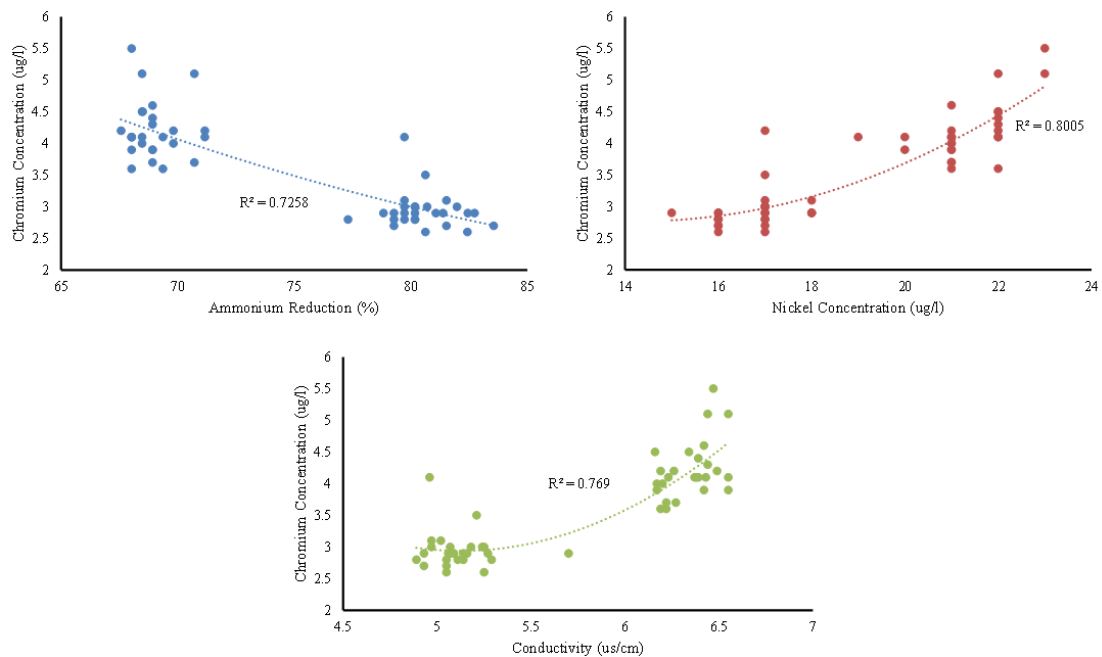 Chromium Concentration (ug/l)
6
5.5
5
4.5
4
3.5
3
2.5
2
R² = 0.7258
65 70 75 80 85
Ammonium Reduction (%)
Chromium Concentration (ug/l)
6
5.5
5
4.5
4
3.5
3
2.5
2
R² = 0.8005
14 16 18 20 22 24
Nickel Concentration (ug/l)
Chromium Concentration (ug/l)
6
5.5
5
4.5
4
3.5
3
2.5
2
R² = 0.769
4.5 5 5.5 6 6.5 7
Conductivity (us/cm)